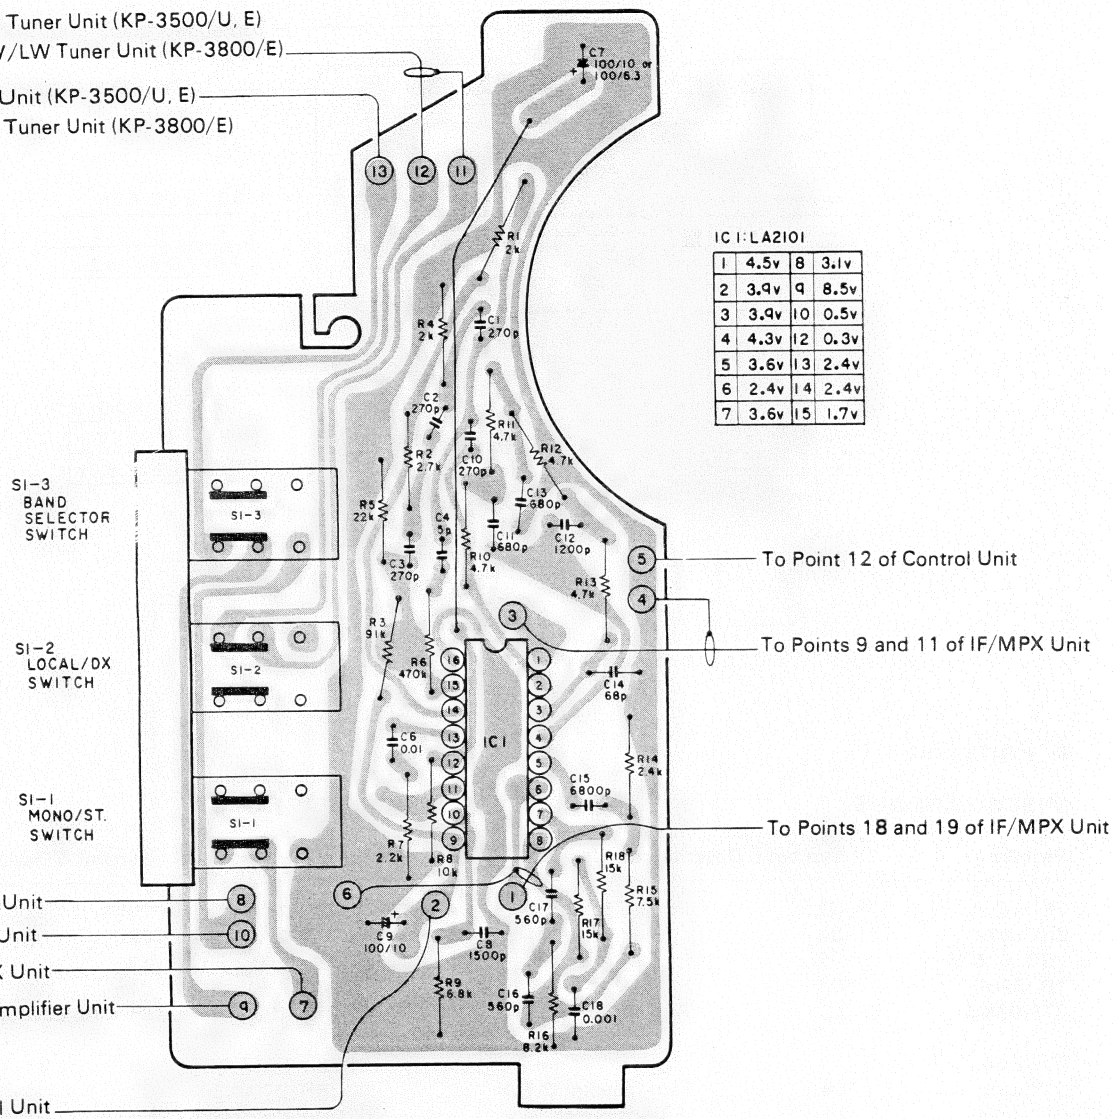 Tuner Unit (KP-3500/U, E)
V/LW Tuner Unit (KP-3800/E)
Unit (KP-3500/U, E)
Tuner Unit (KP-3800/E)
C7
100/10 or
100/6.3
+
13 12 11
R1
2k
IC1:LA2101
1 4.5v 8 3.1v
2 3.9v 9 8.5v
3 3.9v 10 0.5v
4 4.3v 12 0.3v
5 3.6v 13 2.4v
6 2.4v 14 2.4v
7 3.6v 15 1.7v
R4
2k
C1
270p
C2
270p
R11
4.7k
R12
4.7k
R2
2.7k
C10
270p
S1-3
BAND
SELECTOR
SWITCH
S1-3
R5
22k
C4
5p
C13
680p
C11
680p
C12
1200p
C3
270p
R10
4.7k
R13
4.7k
5
To Point 12 of Control Unit
4
3
R3
91k
R6
470k
To Points 9 and 11 of IF/MPX Unit
S1-2
LOCAL/DX
SWITCH
S1-2
C14
68p
16 1
15 2
14 3
13 4
12 5
11 6
10 7
9 8
IC1
C6
0.01
R14
2.4k
C15
6800p
S1-1
MONO/ST.
SWITCH
S1-1
To Points 18 and 19 of IF/MPX Unit
R7
2.2k
R8
10k
R18
15k
R15
7.5k
6
2
1
C17
560p
R17
15k
Unit
8
Unit
10
C9
100/10
+
C8
1500p
X Unit
mplifier Unit
9 7
R9
6.8k
C16
560p
C18
0.001
R16
8.2k
l Unit